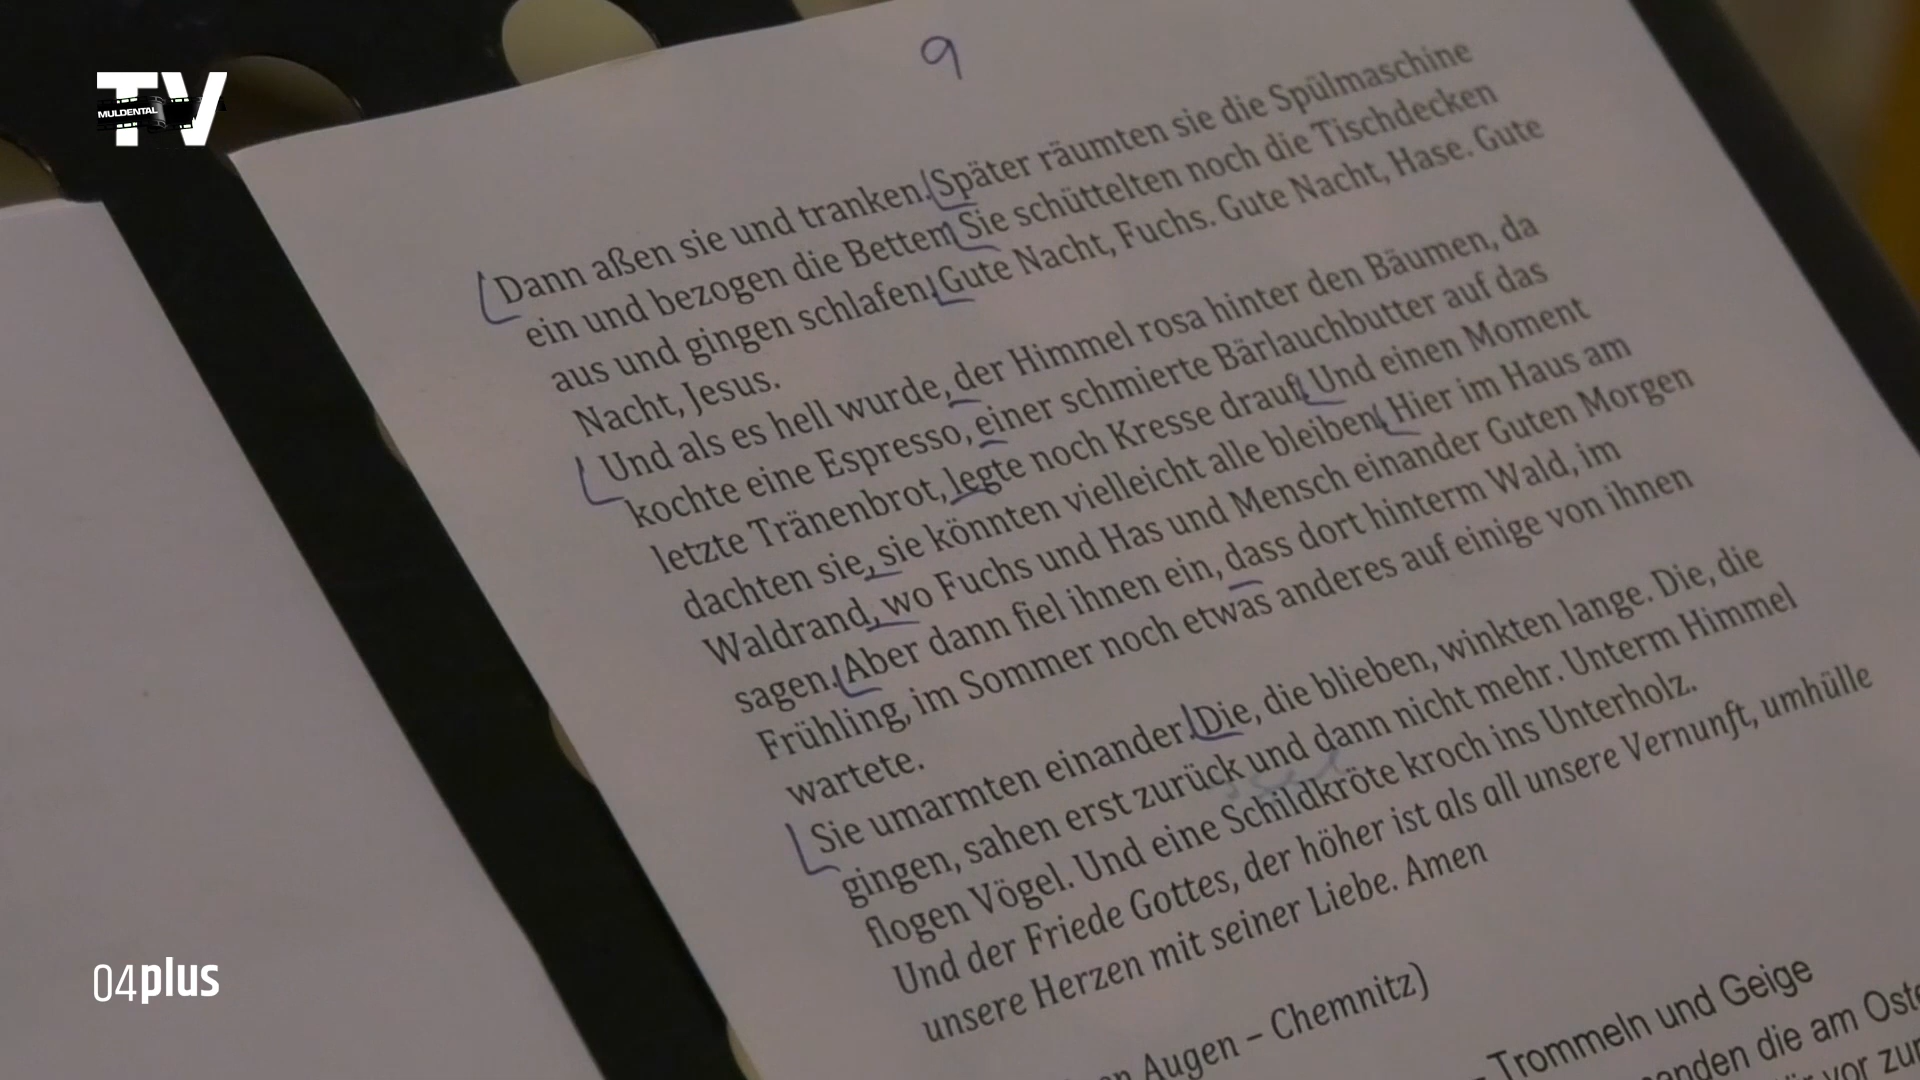 TV
MULDENTAL
9
Dann aßen sie und tranken. Später räumten sie die Spülmaschine
ein und bezogen die Betten. Sie schüttelten noch die Tischdecken
aus und gingen schlafen. Gute Nacht, Fuchs. Gute Nacht, Hase. Gute
Nacht, Jesus.
Und als es hell wurde, der Himmel rosa hinter den Bäumen, da
kochte eine Espresso, einer schmierte Bärlauchbutter auf das
letzte Tränenbrot, legte noch Kresse drauf. Und einen Moment
dachten sie, sie könnten vielleicht alle bleiben. Hier im Haus am
Waldrand, wo Fuchs und Has und Mensch einander Guten Morgen
sagen. Aber dann fiel ihnen ein, dass dort hinterm Wald, im
Frühling, im Sommer noch etwas anderes auf einige von ihnen
wartete.
Sie umarmten einander. Die, die blieben, winkten lange. Die, die
gingen, sahen erst zurück und dann nicht mehr. Unterm Himmel
flogen Vögel. Und eine Schildkröte kroch ins Unterholz.
Und der Friede Gottes, der höher ist als all unsere Vernunft, umhülle
unsere Herzen mit seiner Liebe. Amen
Augen – Chemnitz)
Trommeln und Geige
die am
vor
04plus